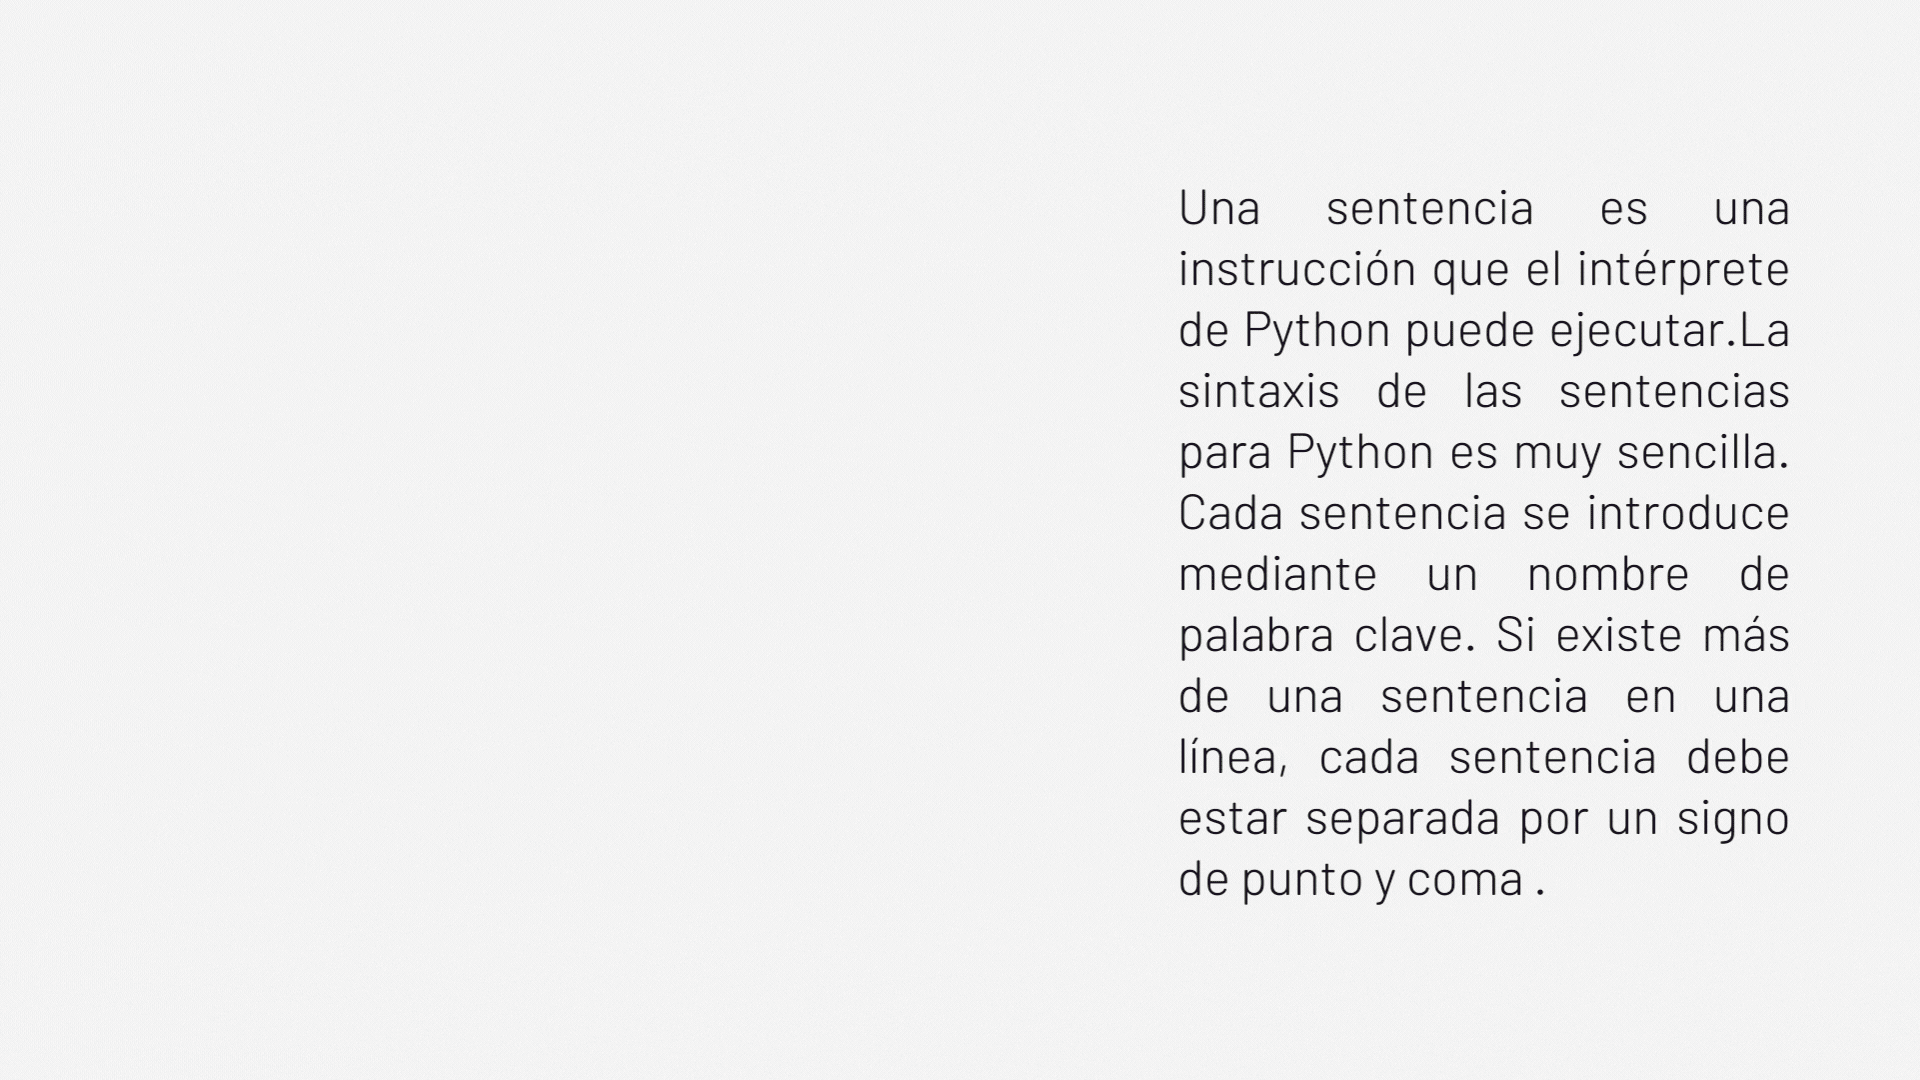 Una sentencia es una
instrucción que el intérprete
de Python puede ejecutar.La
sintaxis de las sentencias
para Python es muy sencilla.
Cada sentencia se introduce
mediante un nombre de
palabra clave. Si existe más
de una sentencia en una
línea, cada sentencia debe
estar separada por un signo
de punto y coma .